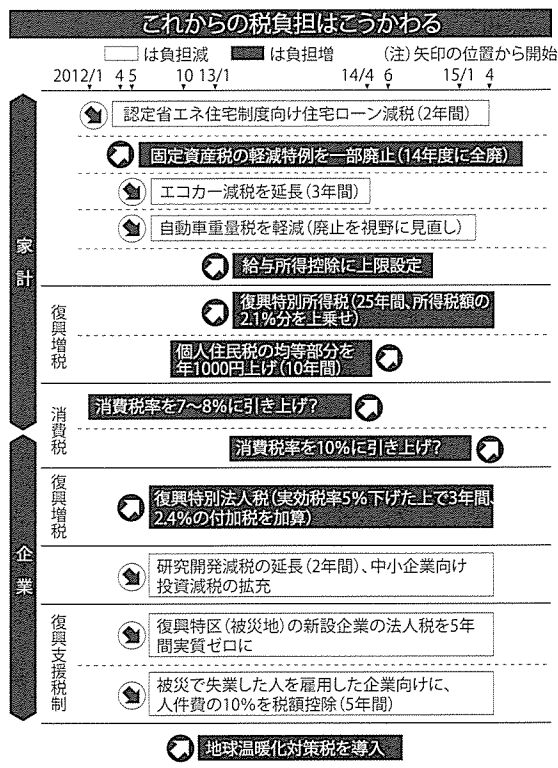 これからの税負担はこうかわる
は負担減 は負担増 (注)矢印の位置から開始
2012/1 4 5 10 13/1 14/4 6 15/1 4
家計
認定省エネ住宅制度向け住宅ローン減税(2年間)
固定資産税の軽減特例を一部廃止(14年度に全廃)
エコカー減税を延長(3年間)
自動車重量税を軽減(廃止を視野に見直し)
給与所得控除に上限設定
復興増税
復興特別所得税(25年間、所得税額の
2.1%分を上乗せ)
個人住民税の均等部分を
年1000円上げ(10年間)
消費税
消費税率を7〜8%に引き上げ?
消費税率を10%に引き上げ?
企業
復興増税
復興特別法人税(実効税率5%下げた上で3年間、
2.4%の付加税を加算)
研究開発減税の延長(2年間)、中小企業向け
投資減税の拡充
復興支援税制
復興特区(被災地)の新設企業の法人税を5年
間実質ゼロに
被災で失業した人を雇用した企業向けに、
人件費の10%を税額控除(5年間)
地球温暖化対策税を導入